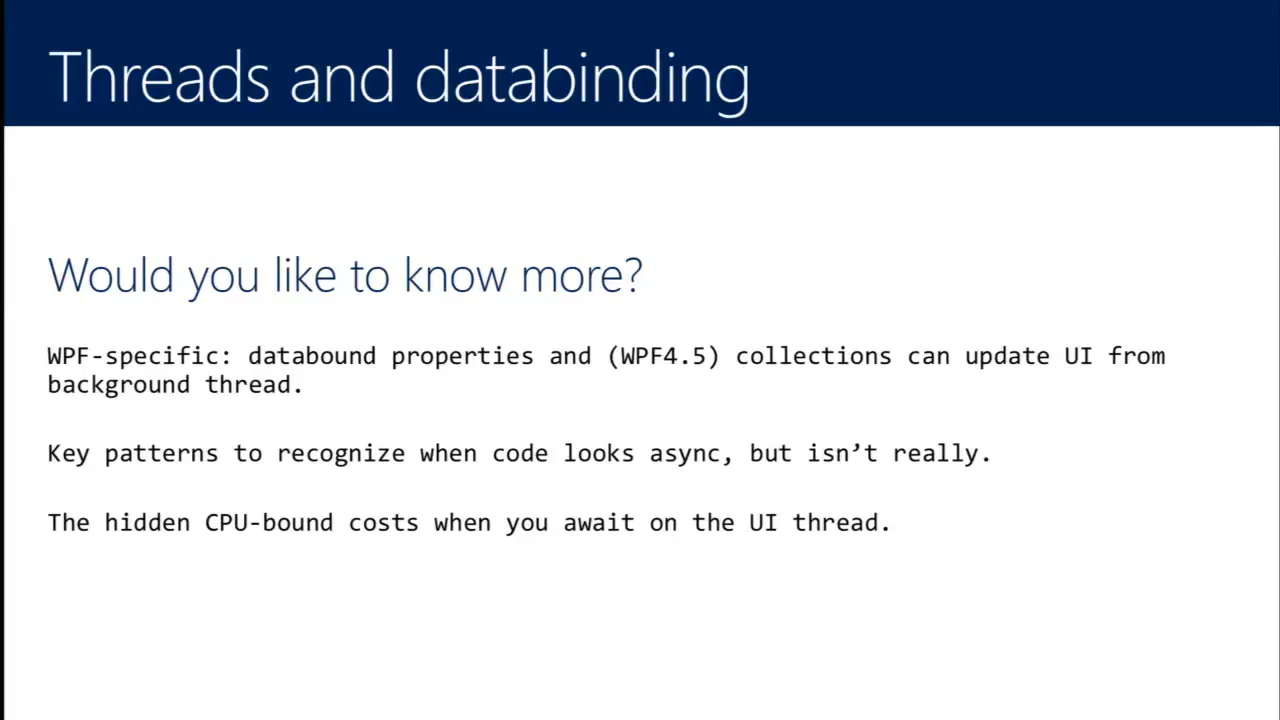 Threads and databinding
Would you like to know more?
WPF-specific: databound properties and (WPF4.5) collections can update UI from
background thread.
Key patterns to recognize when code looks async, but isn’t really.
The hidden CPU-bound costs when you await on the UI thread.